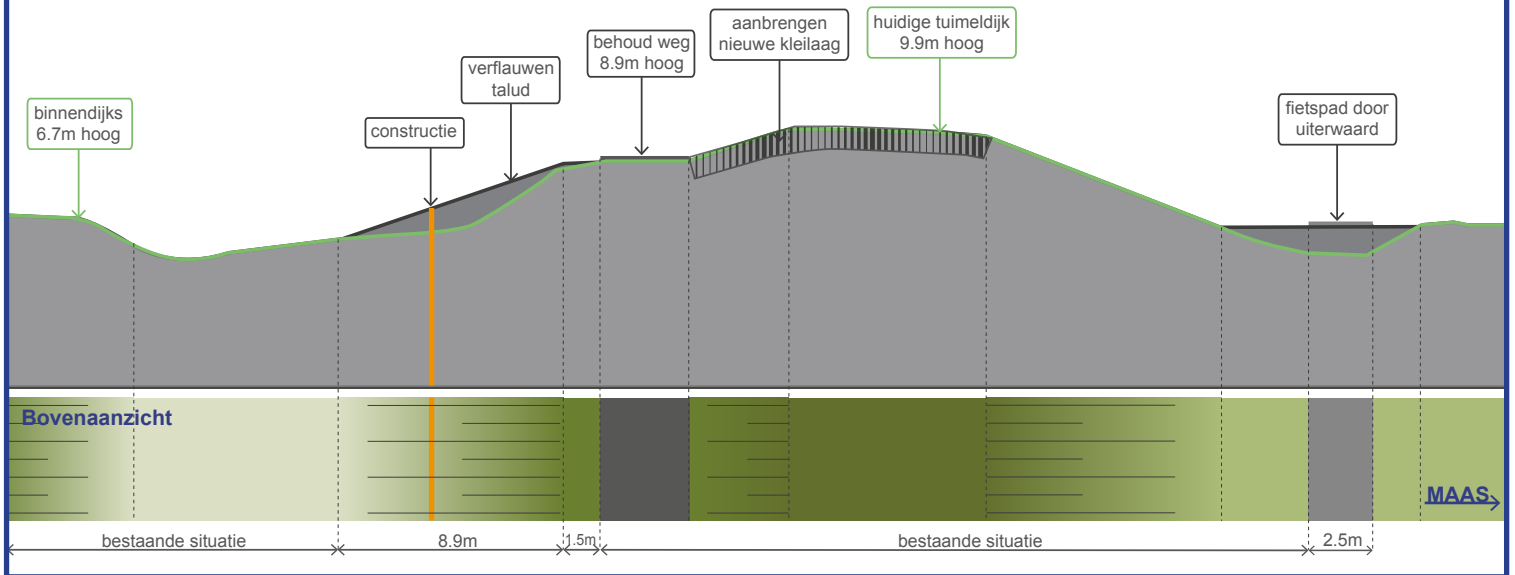 aanbrengen
nieuwe kleilaag
huidige tuimeldijk
9.9m hoog
behoud weg
8.9m hoog
verflauwen
talud
binnendijks
6.7m hoog
constructie
fietspad door
uiterwaard
Bovenaanzicht
MAAS
bestaande situatie
8.9m
1.5m
bestaande situatie
2.5m